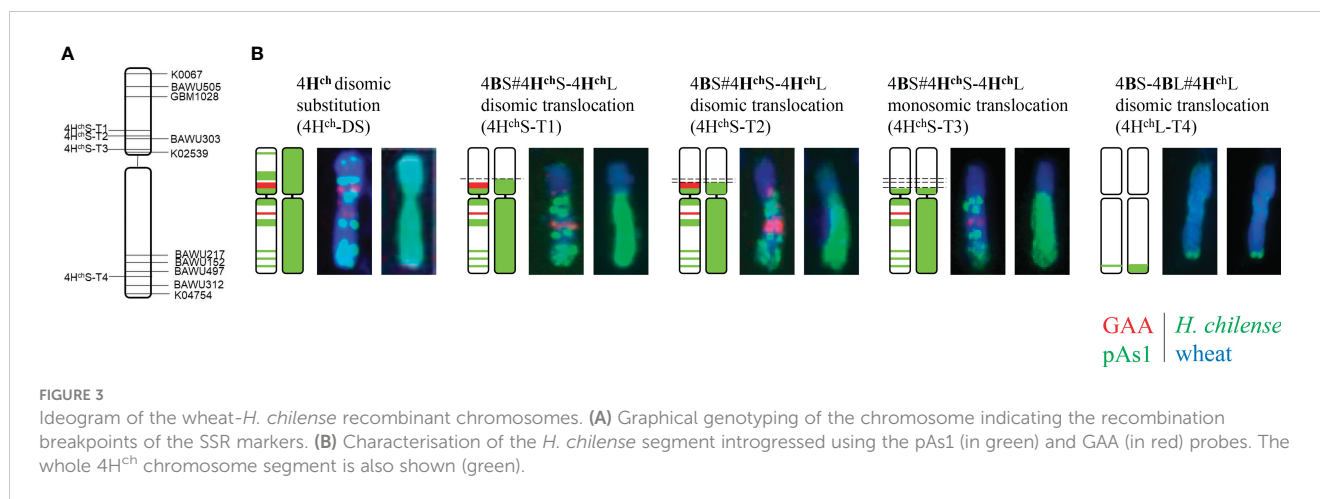 A
K0067
BAWU505
GBM1028
4HchS-T1
4HchS-T2
BAWU303
4HchS-T3
K02539
BAWU217
BAWU152
BAWU497
4HchS-T4
BAWU312
K04754
B
4Hch disomic
substitution
(4Hch-DS)
4BS#4HchS-4HchL
disomic translocation
(4HchS-T1)
4BS#4HchS-4HchL
disomic translocation
(4HchS-T2)
4BS#4HchS-4HchL
monosomic translocation
(4HchS-T3)
4BS-4BL#4HchL
disomic translocation
(4HchL-T4)
GAA H. chilense
pAs1 wheat
FIGURE 3
Ideogram of the wheat-H. chilense recombinant chromosomes. (A) Graphical genotyping of the chromosome indicating the recombination
breakpoints of the SSR markers. (B) Characterisation of the H. chilense segment introgressed using the pAs1 (in green) and GAA (in red) probes. The
whole 4Hch chromosome segment is also shown (green).